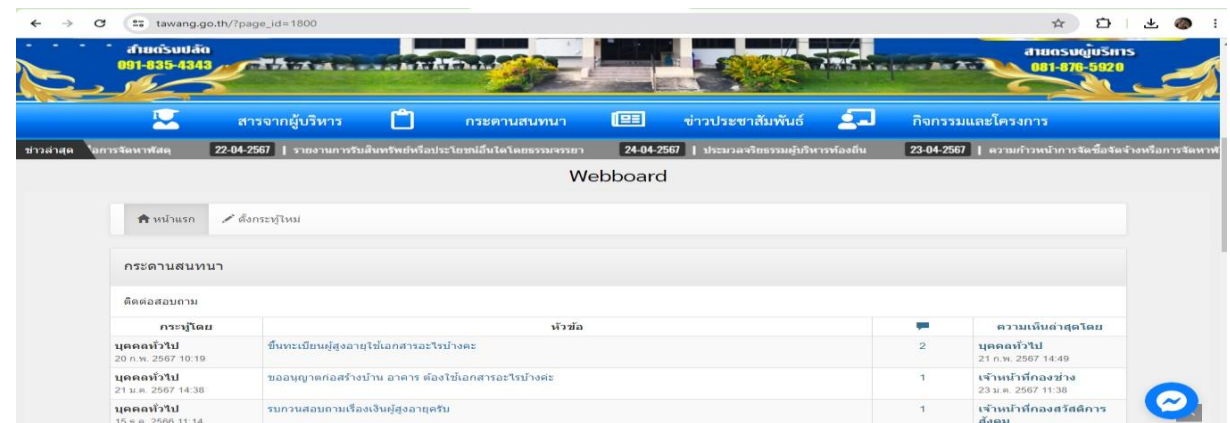 tawang.go.th/?page_id=1800
สายตรงปลัด
091-835-4343
สายตรงผู้บริหาร
081-876-5920
สารจากผู้บริหาร กระดานสนทนา ข่าวประชาสัมพันธ์ กิจกรรมและโครงการ
ข่าวล่าสุด การจัดหาพัสดุ 22-04-2567 | รายงานการรับสินทรัพย์หรือประโยชน์อื่นใดโดยธรรมจรรยา 24-04-2567 | ประมวลจริยธรรมผู้บริหารท้องถิ่น 23-04-2567 | ความก้าวหน้าการจัดซื้อจัดจ้างหรือการจัดหาพั
Webboard
หน้าแรก ตั้งกระทู้ใหม่
กระดานสนทนา
ติดต่อสอบถาม
กระทู้โดย หัวข้อ ความเห็นล่าสุดโดย
บุคคลทั่วไป ขึ้นทะเบียนผู้สูงอายุใช้เอกสารอะไรบ้างคะ 2 บุคคลทั่วไป
20 ก.พ. 2567 10:19 21 ก.พ. 2567 14:49
บุคคลทั่วไป ขออนุญาตก่อสร้างบ้าน อาคาร ต้องใช้เอกสารอะไรบ้างค่ะ 1 เจ้าหน้าที่กองช่าง
21 ม.ค. 2567 14:38 23 ม.ค. 2567 11:38
บุคคลทั่วไป รบกวนสอบถามเรื่องเงินผู้สูงอายุครับ 1 เจ้าหน้าที่กองสวัสดิการ
15 ธ.ค. 2566 11:14 สังคม